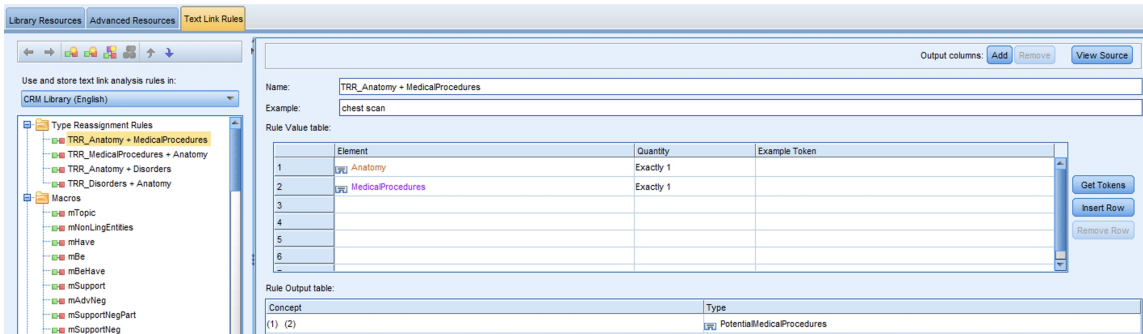 Library Resources Advanced Resources Text Link Rules
Output columns: Add Remove View Source
Use and store text link analysis rules in:
CRM Library (English)
Type Reassignment Rules
TRR_Anatomy + MedicalProcedures
TRR_MedicalProcedures + Anatomy
TRR_Anatomy + Disorders
TRR_Disorders + Anatomy
Macros
mTopic
mNonLingEntities
mHave
mBe
mBeHave
mSupport
mAdvNeg
mSupportNegPart
mSupportNeg
Name: TRR_Anatomy + MedicalProcedures
Example: chest scan
Rule Value table:
Element Quantity Example Token
1 Anatomy Exactly 1
2 MedicalProcedures Exactly 1
3
4
5
6
Get Tokens
Insert Row
Remove Row
Rule Output table:
Concept Type
(1) (2) PotentialMedicalProcedures